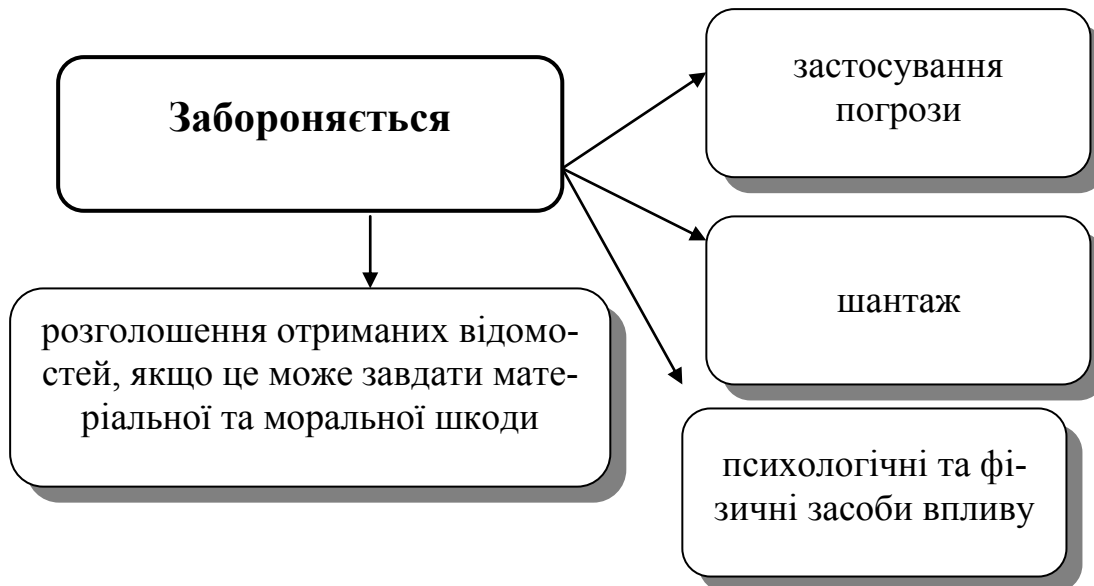 Забороняється
застосування
погрози
шантаж
розголошення отриманих відомо-
стей, якщо це може завдати мате-
ріальної та моральної шкоди
психологічні та фі-
зичні засоби впливу